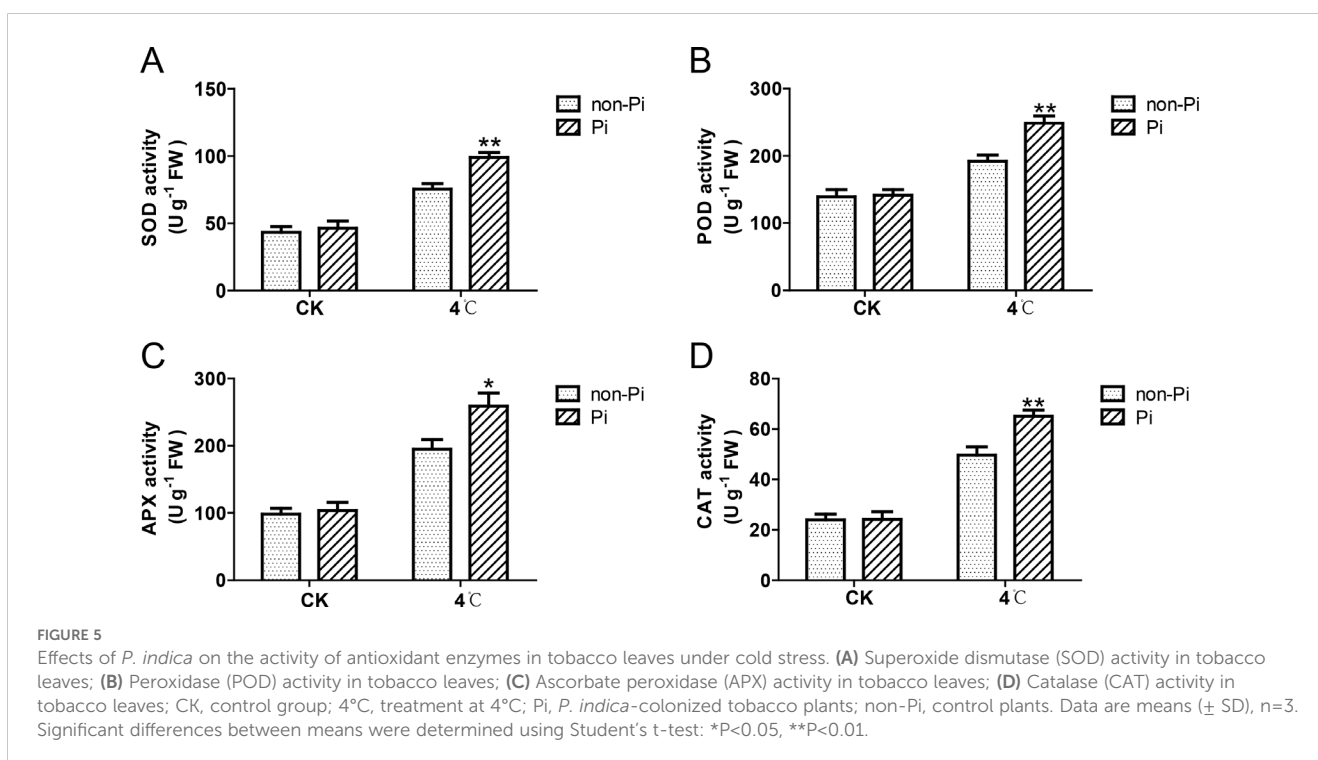 A
SOD activity
(U g-1 FW)
150
100
50
0
**
CK
4℃
non-Pi
Pi
B
POD activity
(U g-1 FW)
300
200
100
0
**
CK
4℃
non-Pi
Pi
C
APX activity
(U g-1 FW)
300
200
100
0
*
CK
4℃
non-Pi
Pi
D
CAT activity
(U g-1 FW)
80
60
40
20
0
**
CK
4℃
non-Pi
Pi
FIGURE 5
Effects of P. indica on the activity of antioxidant enzymes in tobacco leaves under cold stress. (A) Superoxide dismutase (SOD) activity in tobacco
leaves; (B) Peroxidase (POD) activity in tobacco leaves; (C) Ascorbate peroxidase (APX) activity in tobacco leaves; (D) Catalase (CAT) activity in
tobacco leaves; CK, control group; 4°C, treatment at 4°C; Pi, P. indica-colonized tobacco plants; non-Pi, control plants. Data are means (± SD), n=3.
Significant differences between means were determined using Student's t-test: *P<0.05, **P<0.01.